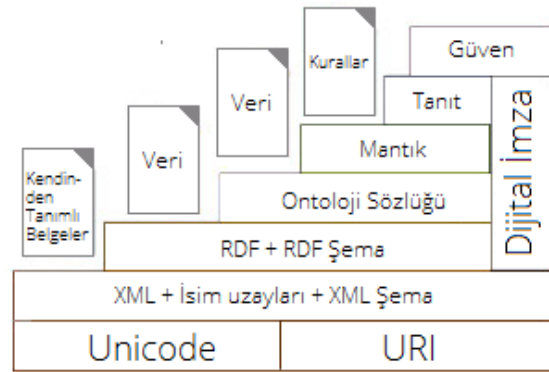 Güven
Kurallar
Tanıt
Veri
Mantık
Veri
Dijital İmza
Kendin-
den
Tanımlı
Belgeler
Ontoloji Sözlüğü
RDF + RDF Şema
XML + İsim uzayları + XML Şema
Unicode
URI